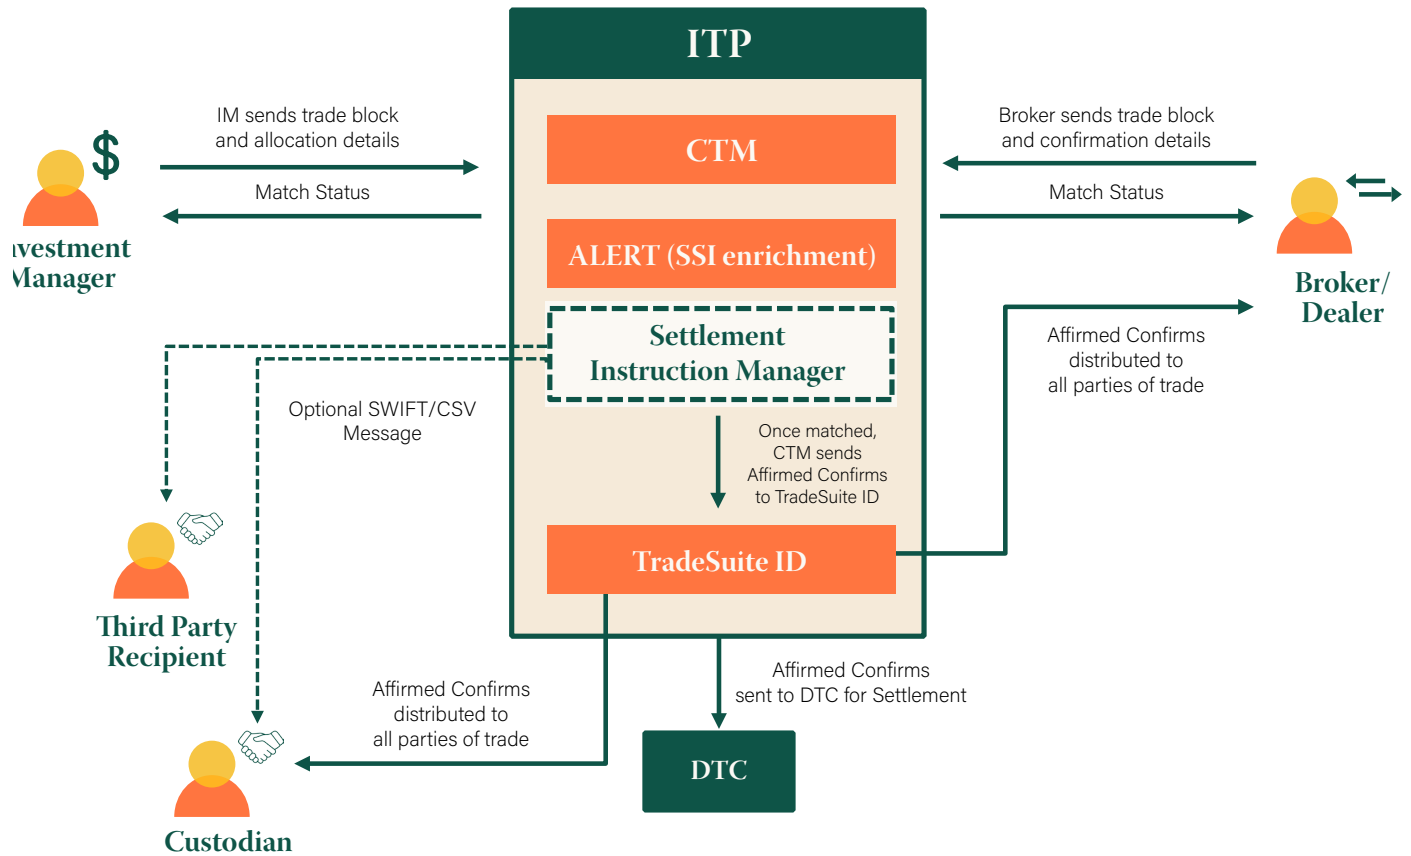 ITP
IM sends trade block
and allocation details
Match Status
nvestment
Manager
CTM
ALERT (SSI enrichment)
Settlement
Instruction Manager
Broker sends trade block
and confirmation details
Match Status
Broker/
Dealer
Affirmed Confirms
distributed to
all parties of trade
Optional SWIFT/CSV
Message
Once matched,
CTM sends
Affirmed Confirms
to TradeSuite ID
TradeSuite ID
Third Party
Recipient
Affirmed Confirms
distributed to
all parties of trade
Affirmed Confirms
sent to DTC for Settlement
DTC
Custodian